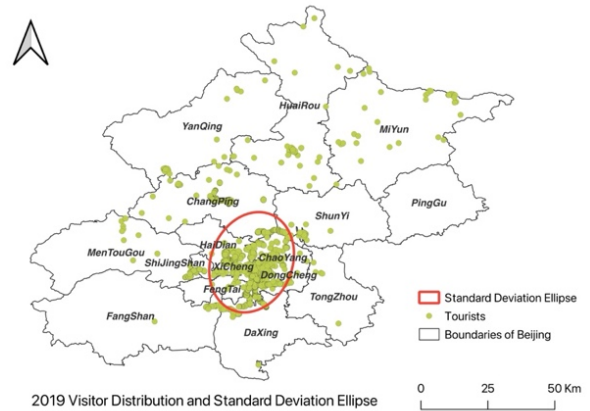 HuaiRou
YanQing
MiYun
ChangPing
PingGu
ShunYi
HaiDian
MenTouGou
ChaoYang
ShiJingShan
XiCheng
DongCheng
FengTai
TongZhou
FangShan
DaXing
Standard Deviation Ellipse
Tourists
Boundaries of Beijing
2019 Visitor Distribution and Standard Deviation Ellipse
0 25 50 Km